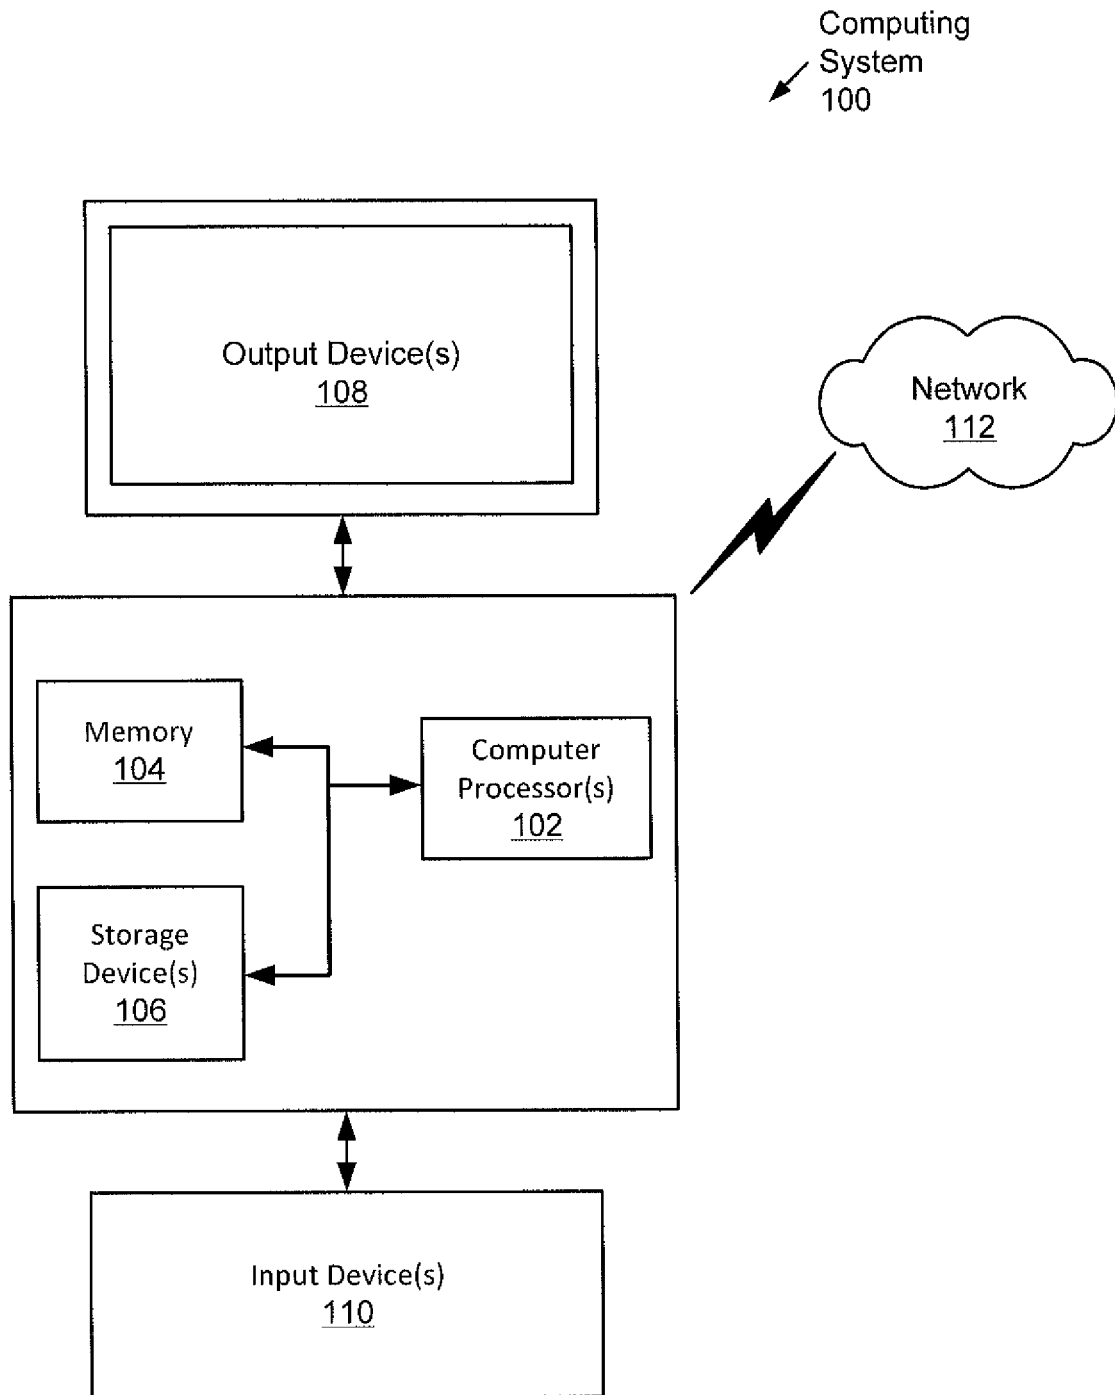 Computing
System
100
Output Device(s)
108
Network
112
Memory
104
Computer
Processor(s)
102
Storage
Device(s)
106
Input Device(s)
110